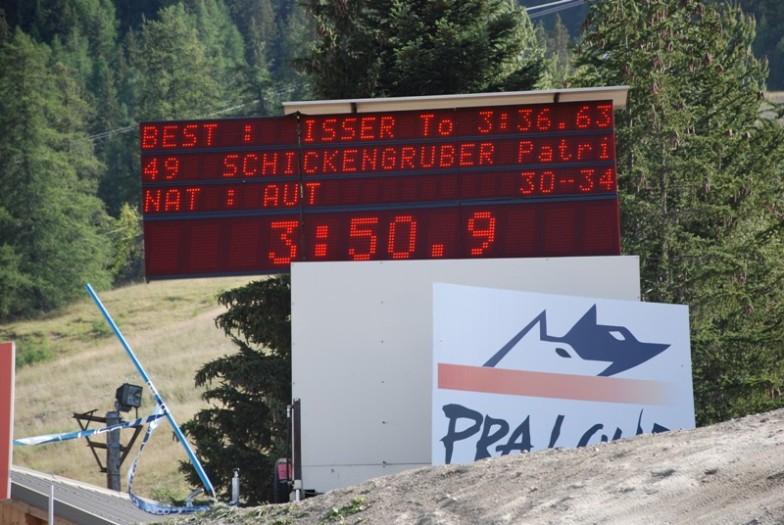 BEST : ISSER To 3:36.63
49 SCHICKENGRUBER Patri
NAT : AUT 30-34
3:50.9
PRA LOUP